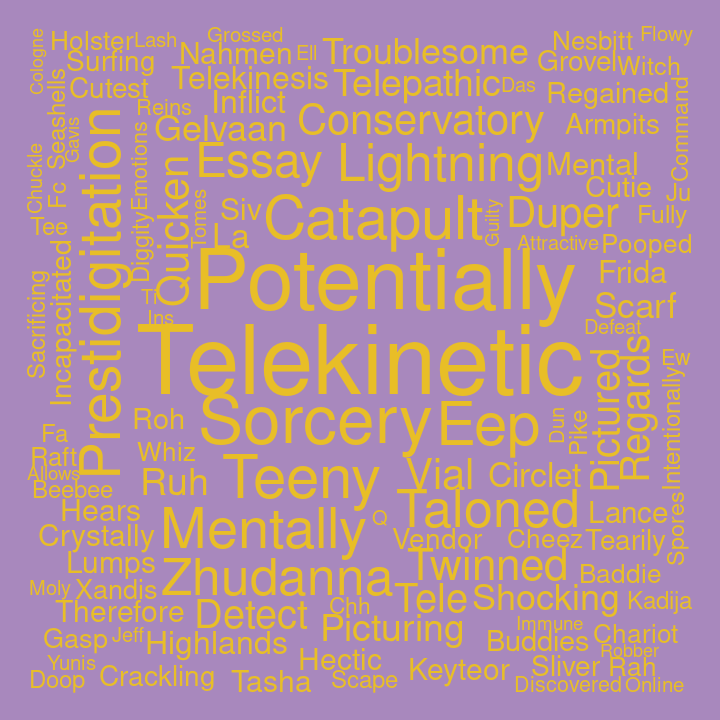 Cologne
Holster
Lash
Grossed
Ell
Nahmen
Troublesome
Nesbitt
Flowy
Surfing
Telekinesis
Telepathic
Das
Grovel
Witch
Cutest
Reins
Inflict
Regained
Seashells
Gavis
Gelvaan
Conservatory
Armpits
Command
Chuckle
Fc
Prestidigitation
Emotions
Quicken
Essay
Lightning
Mental
Cutie
Ju
Tee
Diggity
Tomes
Siv
La
Catapult
Guilty
Duper
Fully
Attractive
Pooped
Sacrificing
Incapacitated
Tl
Ins
Potentially
Frida
Scarf
Defeat
Telekinetic
Pictured
Regards
Ew
Intentionally
Fa
Raft
Allows
Beebee
Roh
Whiz
Ruh
Sorcery
Eep
Dun
Pike
Teeny
Vial
Circlet
Hears
Crystally
Mentally
Q
Taloned
Lance
Spores
Vendor
Cheez
Tearily
Lumps
Moly
Xandis
Zhudanna
Twinned
Baddie
Therefore
Detect
Chh
Tele
Shocking
Kadija
Gasp
Jeff
Highlands
Picturing
Immune
Buddies
Chariot
Robber
Yunis
Doop
Crackling
Tasha
Hectic
Scape
Keyteor
Sliver
Rah
Discovered
Online